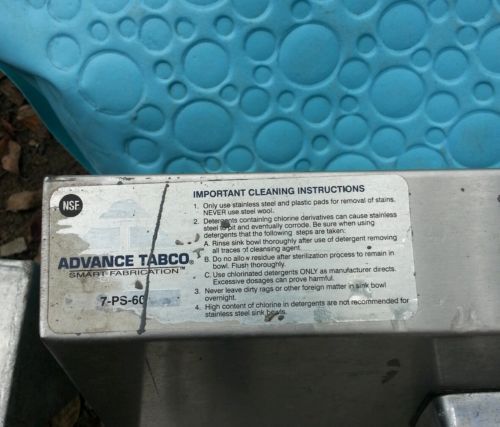 NSF
ADVANCE TABCO®
SMART FABRICATION™
7-PS-60
IMPORTANT CLEANING INSTRUCTIONS
1. Only use stainless steel and plastic pads for removal of stains.
NEVER use steel wool.
2. Detergents containing chlorine derivatives can cause stainless
steel to pit and eventually corrode. Be sure when using
detergents that the following steps are taken:
A. Rinse sink bowl thoroughly after use of detergent removing
all traces of cleansing agent.
B. Do no allow residue after sterilization process to remain in
bowl. Flush thoroughly.
C. Use chlorinated detergents ONLY as manufacturer directs.
Excessive dosages can prove harmful.
3. Never leave dirty rags or other foreign matter in sink bowl
overnight.
4. High content of chlorine in detergents are not recommended for
stainless steel sink bowls.